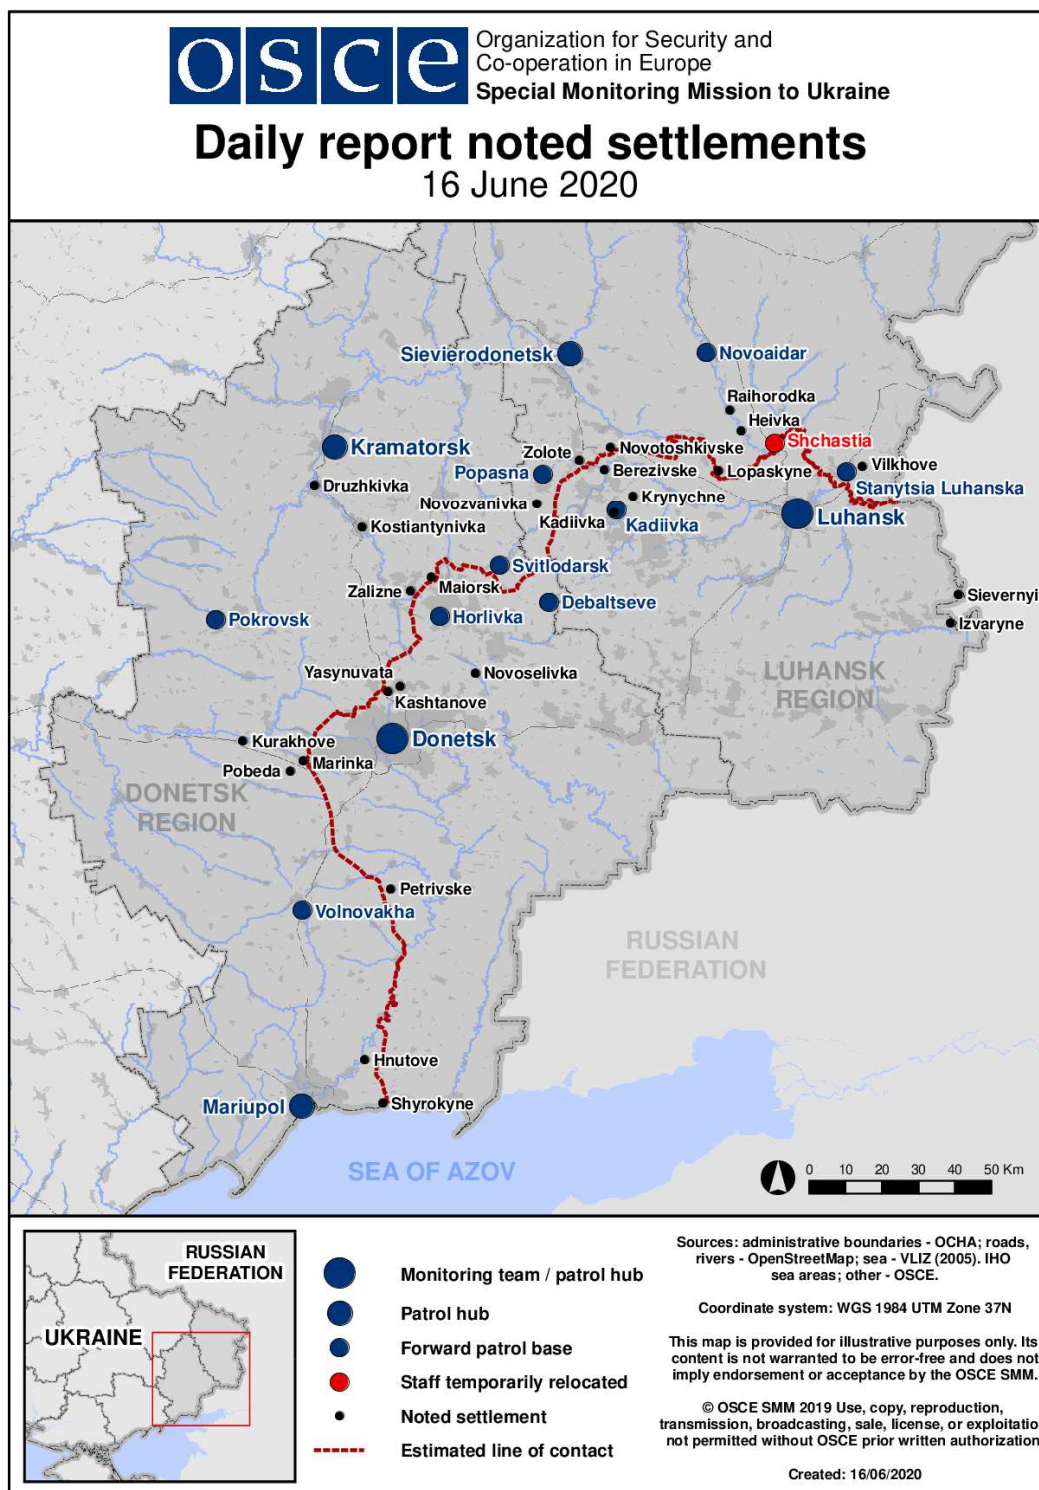 OSCE
Organization for Security and
Co-operation in Europe
Special Monitoring Mission to Ukraine
Daily report noted settlements
16 June 2020
Sievierodonetsk
Novoaidar
Raihorodka
Heivka
Shchastia
Kramatorsk
Zolote
Novotoshkivske
Popasna
Berezivske
Lopaskyne
Vilkhove
Stanytsia Luhanska
Druzhkivka
Novozvanivka
Krynychne
Kadiivka
Kadiivka
Luhansk
Kostiantynivka
Svitlodarsk
Maiorsk
Zalizne
Debaltseve
Sievernyi
Pokrovsk
Horlivka
Izvaryne
Yasynuvata
Novoselivka
LUHANSK
REGION
Kashtanove
Donetsk
Kurakhove
Marinka
Pobeda
DONETSK
REGION
Petrivske
Volnovakha
RUSSIAN
FEDERATION
Hnutove
Mariupol
Shyrokyne
SEA OF AZOV
0 10 20 30 40 50 Km
RUSSIAN
FEDERATION
UKRAINE
Monitoring team / patrol hub
Patrol hub
Forward patrol base
Staff temporarily relocated
Noted settlement
Estimated line of contact
Sources: administrative boundaries - OCHA; roads,
rivers - OpenStreetMap; sea - VLIZ (2005). IHO
sea areas; other - OSCE.
Coordinate system: WGS 1984 UTM Zone 37N
This map is provided for illustrative purposes only. Its
content is not warranted to be error-free and does not
imply endorsement or acceptance by the OSCE SMM.
© OSCE SMM 2019 Use, copy, reproduction,
transmission, broadcasting, sale, license, or exploitatio
not permitted without OSCE prior written authorization
Created: 16/06/2020